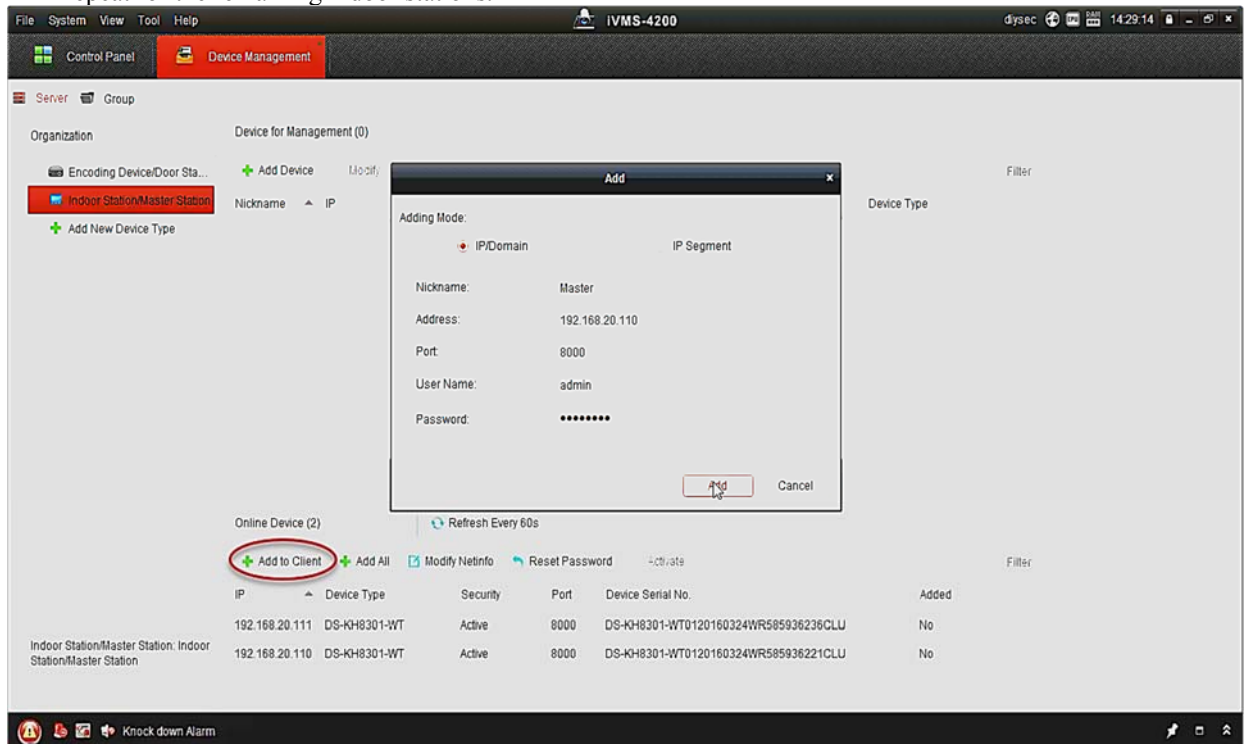 File System View Tool Help
iVMS-4200
diysec
14:29:14
Control Panel
Device Management
Server
Group
Organization
Device for Management (0)
Encoding Device/Door Sta...
Add Device
Modify
Filter
Indoor Station/Master Station
Nickname
IP
Device Type
Add New Device Type
Add
Adding Mode:
IP/Domain
IP Segment
Nickname: Master
Address: 192.168.20.110
Port: 8000
User Name: admin
Password: ••••••••
Add
Cancel
Online Device (2)
Refresh Every 60s
Add to Client
Add All
Modify Netinfo
Reset Password
Activate
Filter
IP Device Type Security Port Device Serial No. Added
192.168.20.111 DS-KH8301-WT Active 8000 DS-KH8301-WT0120160324WR585936236CLU No
192.168.20.110 DS-KH8301-WT Active 8000 DS-KH8301-WT0120160324WR585936221CLU No
Indoor Station/Master Station: Indoor
Station/Master Station
Knock down Alarm